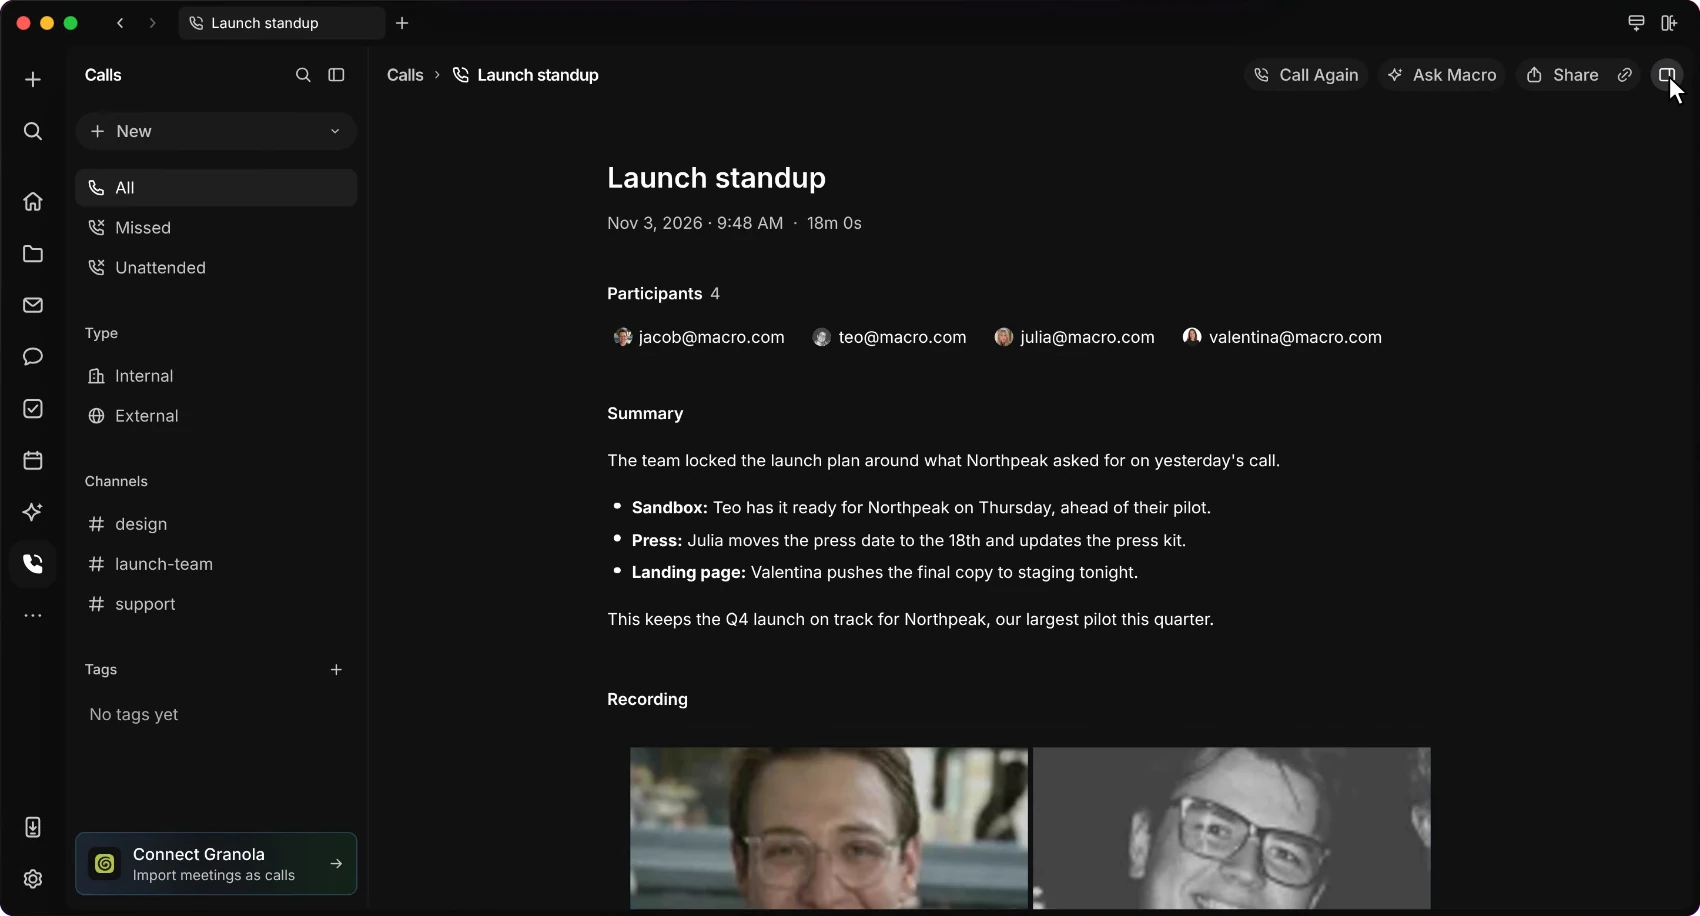 Launch standup
Calls
New
All
Missed
Unattended
Type
Internal
External
Channels
# design
# launch-team
# support
Tags
No tags yet
Connect Granola
Import meetings as calls
Calls › Launch standup
Call Again
Ask Macro
Share
Launch standup
Nov 3, 2026 · 9:48 AM · 18m 0s
Participants 4
jacob@macro.com teo@macro.com julia@macro.com valentina@macro.com
Summary
The team locked the launch plan around what Northpeak asked for on yesterday's call.
• Sandbox: Teo has it ready for Northpeak on Thursday, ahead of their pilot.
• Press: Julia moves the press date to the 18th and updates the press kit.
• Landing page: Valentina pushes the final copy to staging tonight.
This keeps the Q4 launch on track for Northpeak, our largest pilot this quarter.
Recording